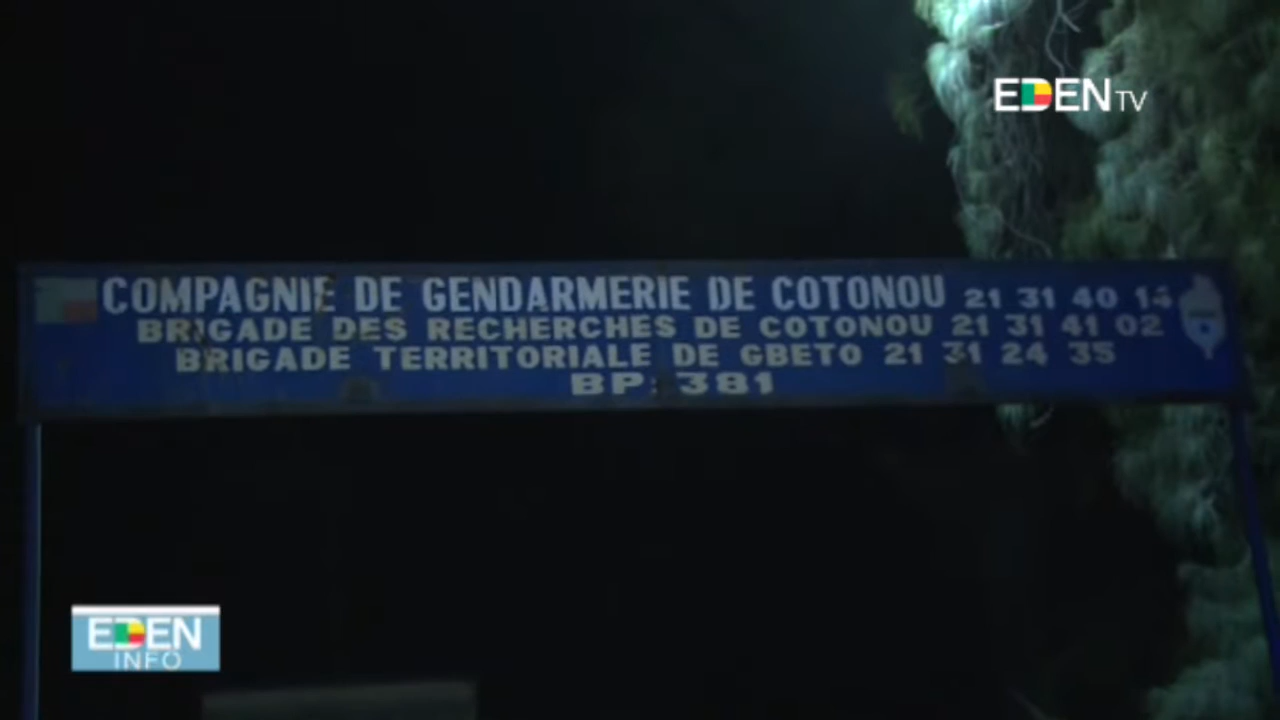 EDEN TV
COMPAGNIE DE GENDARMERIE DE COTONOU 21 31 40 14
BRIGADE DES RECHERCHES DE COTONOU 21 31 41 02
BRIGADE TERRITORIALE DE GBETO 21 31 24 35
BP: 381
EDEN
INFO